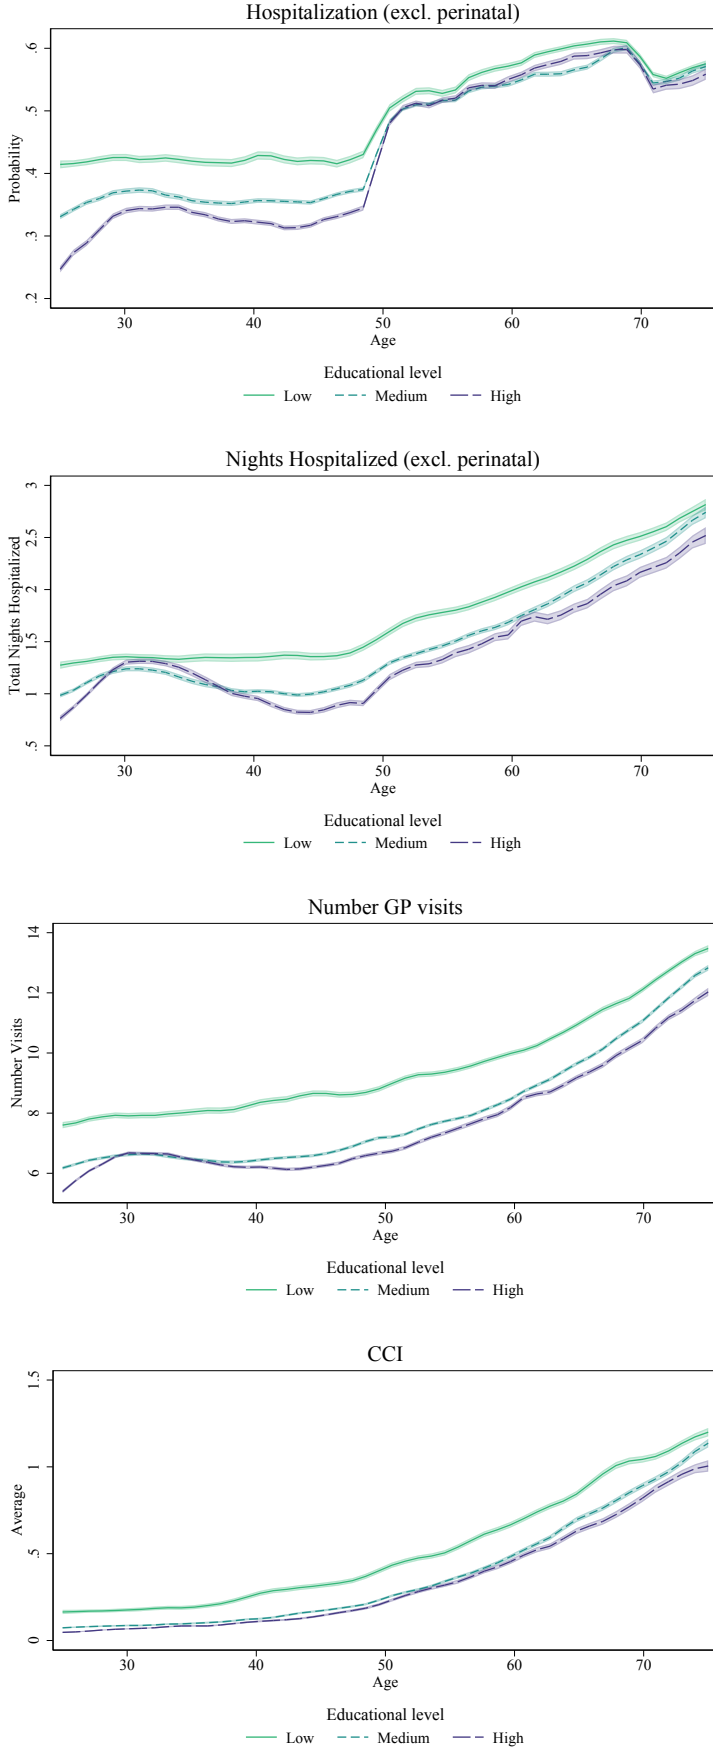 Hospitalization (excl. perinatal)
Probability
.6
.5
.4
.3
.2
30 40 50 60 70
Age
Educational level
Low Medium High
Nights Hospitalized (excl. perinatal)
Total Nights Hospitalized
3
2.5
2
1.5
1
.5
30 40 50 60 70
Age
Educational level
Low Medium High
Number GP visits
Number Visits
14
12
10
8
6
30 40 50 60 70
Age
Educational level
Low Medium High
CCI
Average
1.5
1
.5
0
30 40 50 60 70
Age
Educational level
Low Medium High